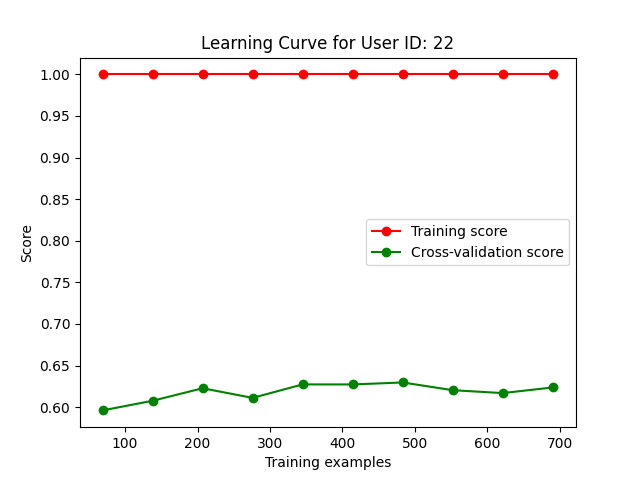 Learning Curve for User ID: 22
1.00
0.95
0.90
0.85
0.80
0.75
0.70
0.65
0.60
Score
Training score
Cross-validation score
100 200 300 400 500 600 700
Training examples